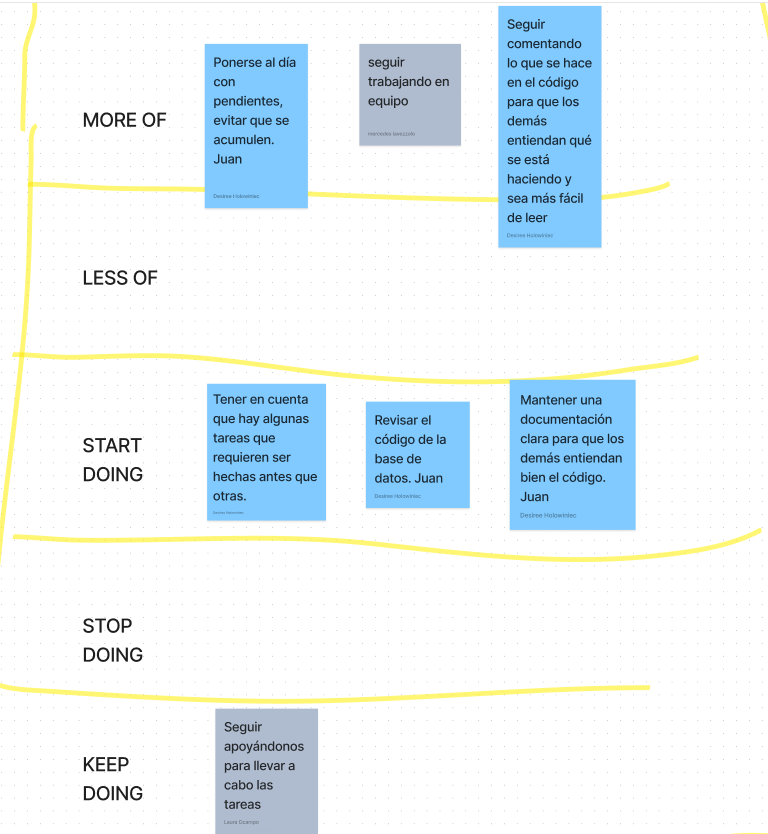 MORE OF
Ponerse al día
con
pendientes,
evitar que se
acumulen.
Juan
Desiree Holowiniec
seguir
trabajando en
equipo
mercedes lavezzolo
Seguir
comentando
lo que se hace
en el código
para que los
demás
entiendan qué
se está
haciendo y
sea más fácil
de leer
Desiree Holowiniec
LESS OF
START
DOING
Tener en cuenta
que hay algunas
tareas que
requieren ser
hechas antes que
otras.
Desiree Holowiniec
Revisar el
código de la
base de
datos. Juan
Desiree Holowiniec
Mantener una
documentación
clara para que los
demás entiendan
bien el código.
Juan
Desiree Holowiniec
STOP
DOING
KEEP
DOING
Seguir
apoyándonos
para llevar a
cabo las
tareas
Laura Ocampo